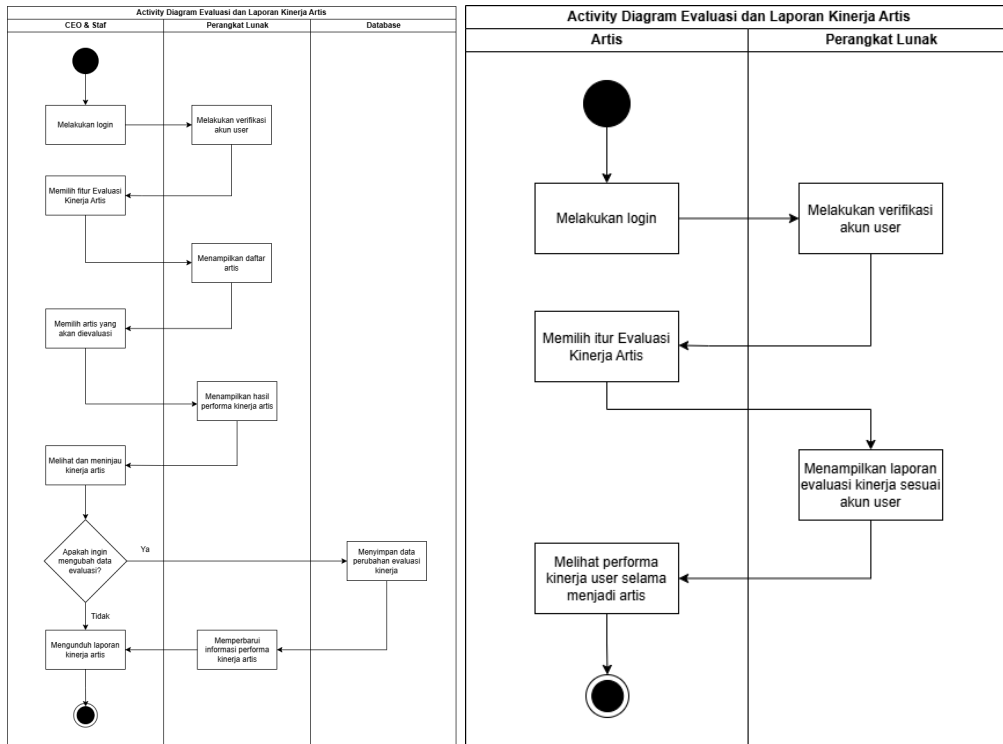 Activity Diagram Evaluasi dan Laporan Kinerja Artis
CEO & Staf
Perangkat Lunak
Database
Melakukan login
Melakukan verifikasi
akun user
Memilih fitur Evaluasi
Kinerja Artis
Menampilkan daftar
artis
Memilih artis yang
akan dievaluasi
Menampilkan hasil
performa kinerja artis
Melihat dan meninjau
kinerja artis
Apakah ingin
mengubah data
evaluasi?
Ya
Menyimpan data
perubahan evaluasi
kinerja
Tidak
Mengunduh laporan
kinerja artis
Memperbarui
informasi performa
kinerja artis
Activity Diagram Evaluasi dan Laporan Kinerja Artis
Artis
Perangkat Lunak
Melakukan login
Melakukan verifikasi
akun user
Memilih itur Evaluasi
Kinerja Artis
Menampilkan laporan
evaluasi kinerja sesuai
akun user
Melihat performa
kinerja user selama
menjadi artis